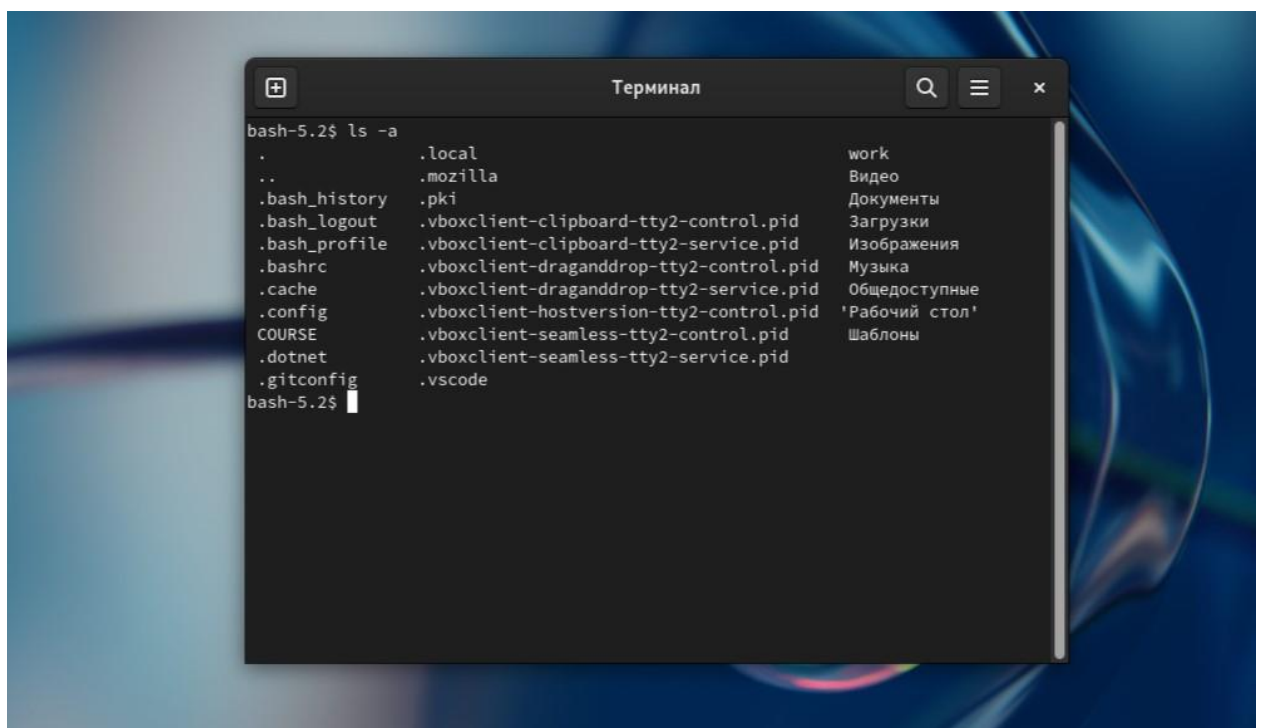 Терминал
bash-5.2$ ls -a
. .local work
.. .mozilla Видео
.bash_history .pki Документы
.bash_logout .vboxclient-clipboard-tty2-control.pid Загрузки
.bash_profile .vboxclient-clipboard-tty2-service.pid Изображения
.bashrc .vboxclient-draganddrop-tty2-control.pid Музыка
.cache .vboxclient-draganddrop-tty2-service.pid Общедоступные
.config .vboxclient-hostversion-tty2-control.pid 'Рабочий стол'
COURSE .vboxclient-seamless-tty2-control.pid Шаблоны
.dotnet .vboxclient-seamless-tty2-service.pid
.gitconfig .vscode
bash-5.2$